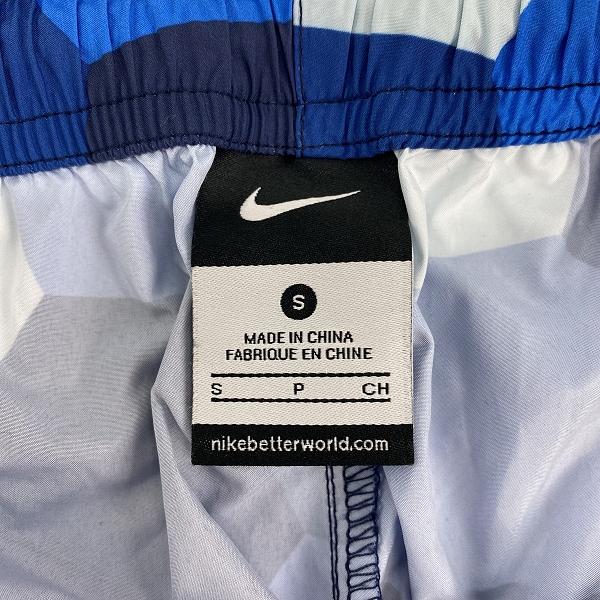 S
MADE IN CHINA
FABRIQUE EN CHINE
S P CH
nikebetterworld.com